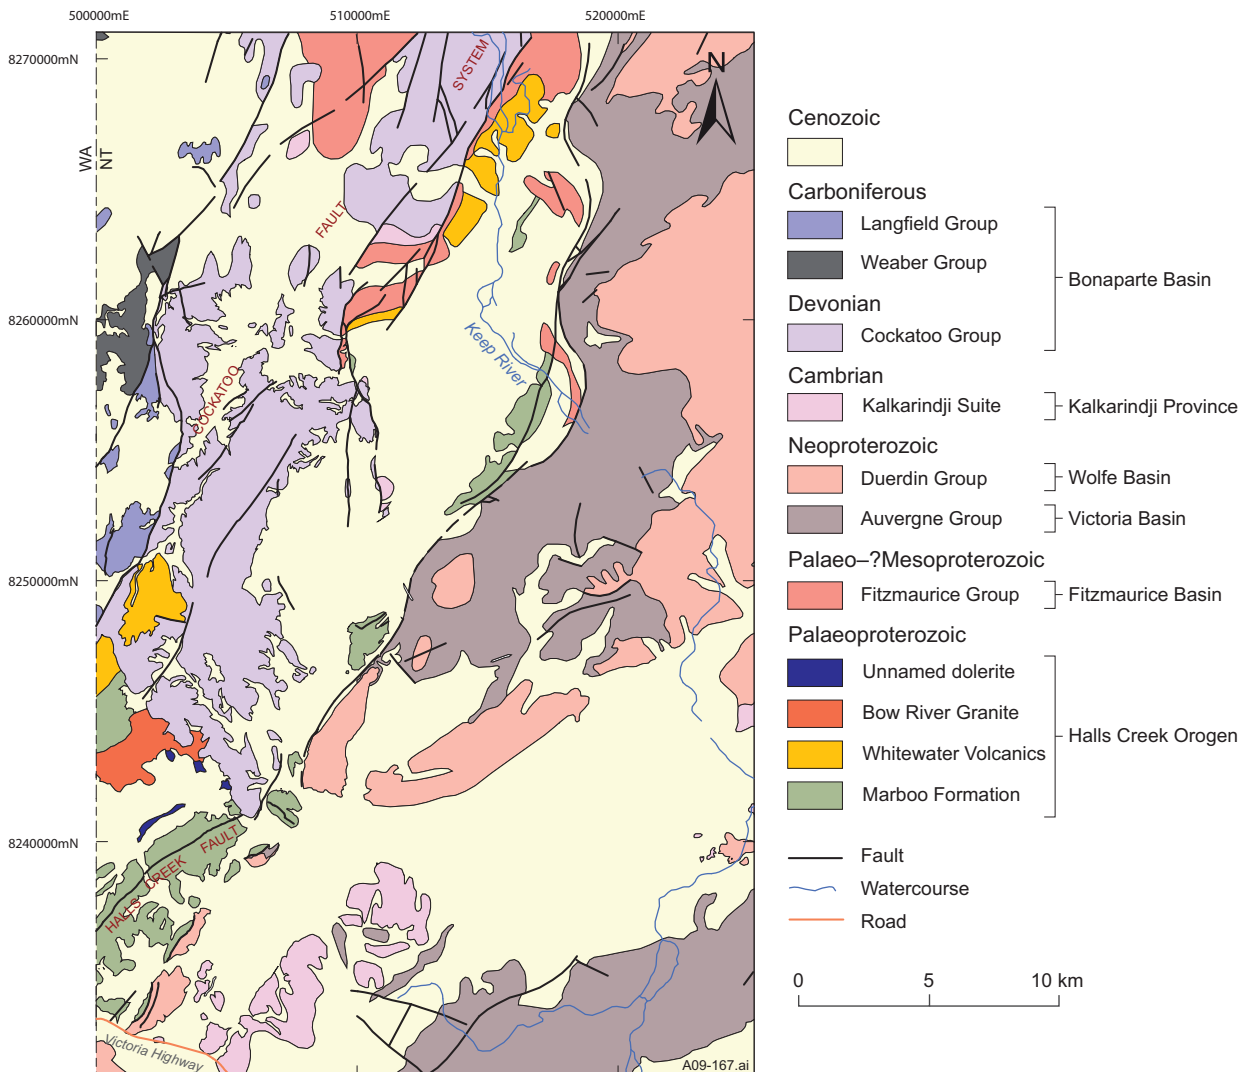 500000mE
510000mE
520000mE
8270000mN
8260000mN
8250000mN
8240000mN
WA
NT
N
SYSTEM
FAULT
COCKATOO
Keep River
HALLS CREEK FAULT
Victoria Highway
A09-167.ai
Cenozoic
Carboniferous
Langfield Group
Weaber Group
Bonaparte Basin
Devonian
Cockatoo Group
Cambrian
Kalkarindji Suite
Kalkarindji Province
Neoproterozoic
Duerdin Group
Wolfe Basin
Auvergne Group
Victoria Basin
Palaeo–?Mesoproterozoic
Fitzmaurice Group
Fitzmaurice Basin
Palaeoproterozoic
Unnamed dolerite
Bow River Granite
Halls Creek Orogen
Whitewater Volcanics
Marboo Formation
Fault
Watercourse
Road
0 5 10 km